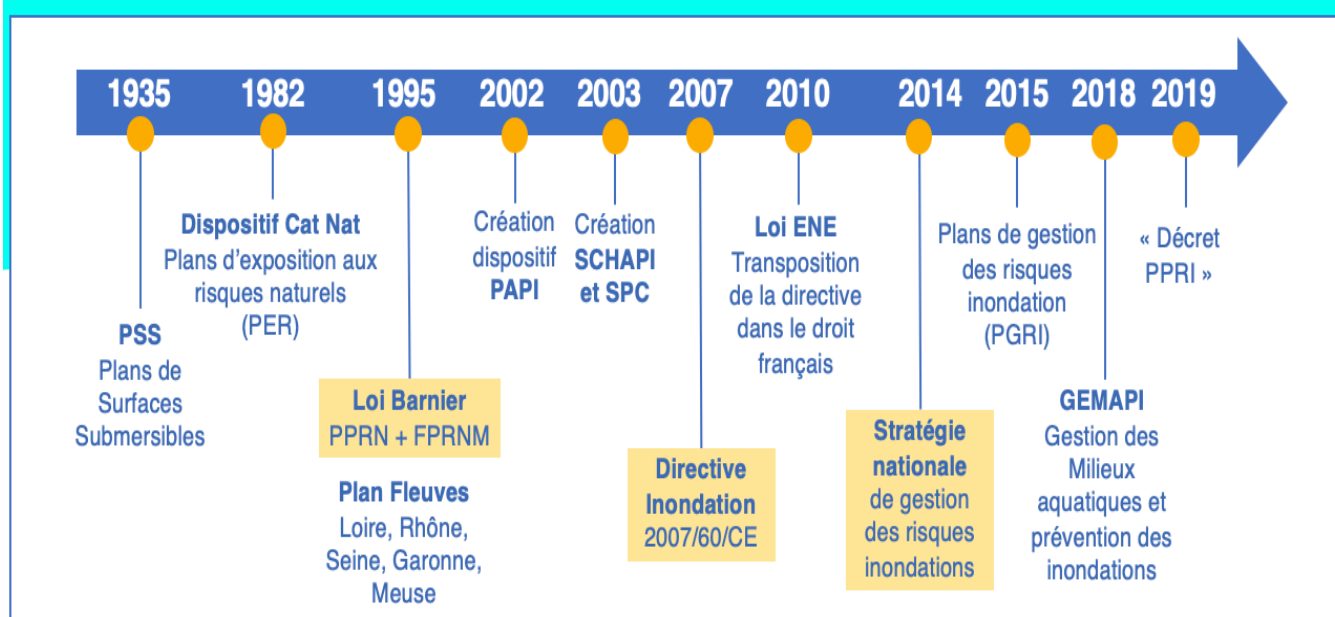 1935 1982 1995 2002 2003 2007 2010 2014 2015 2018 2019
PSS
Plans de
Surfaces
Submersibles
Dispositif Cat Nat
Plans d’exposition aux
risques naturels
(PER)
Loi Barnier
PPRN + FPRNM
Plan Fleuves
Loire, Rhône,
Seine, Garonne,
Meuse
Création
dispositif
PAPI
Création
SCHAPI
et SPC
Directive
Inondation
2007/60/CE
Loi ENE
Transposition
de la directive
dans le droit
français
Stratégie
nationale
de gestion
des risques
inondations
Plans de gestion
des risques
inondation
(PGRI)
GEMAPI
Gestion des
Milieux
aquatiques et
prévention des
inondations
« Décret
PPRI »